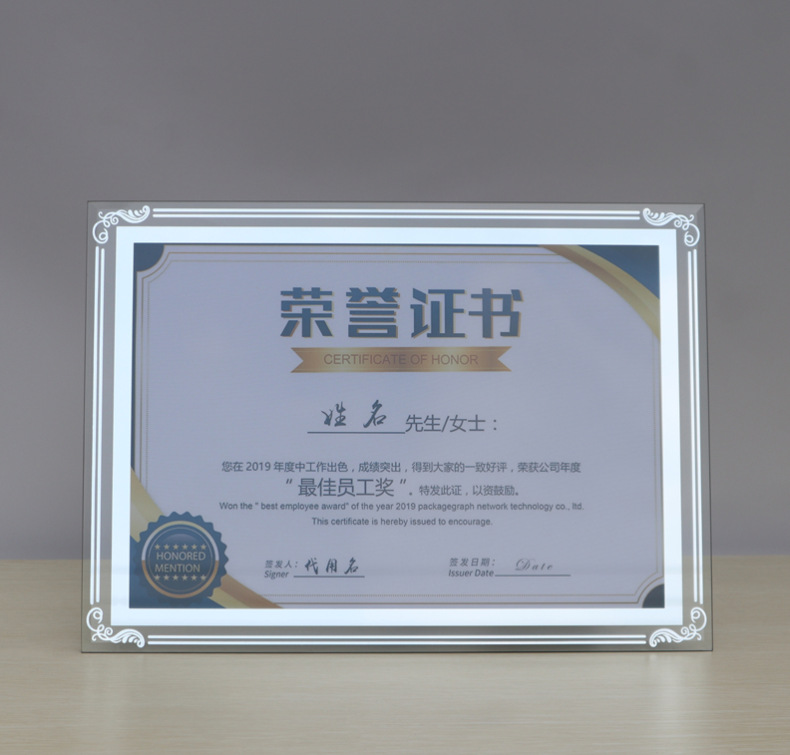 荣誉证书
CERTIFICATE OF HONOR
姓名 先生/女士：
您在 2019 年度中工作出色，成绩突出，得到大家的一致好评，荣获公司年度
“ 最佳员工奖 “。特发此证，以资鼓励。
Won the " best employee award" of the year 2019 packagegraph network technology co., ltd.
This certificate is hereby issued to encourage.
HONORED
MENTION
签发人：代用名
Signer
签发日期：
Issuer Date Date